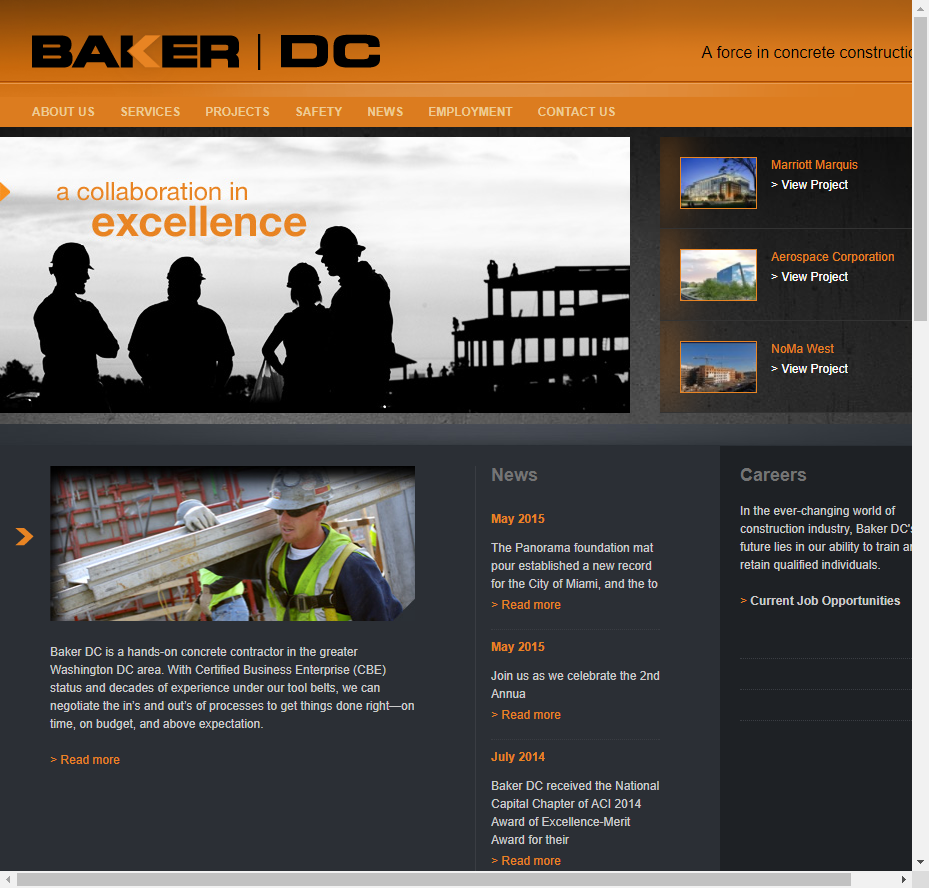 BAKER | DC
A force in concrete constructio
ABOUT US SERVICES PROJECTS SAFETY NEWS EMPLOYMENT CONTACT US
a collaboration in
excellence
Marriott Marquis
> View Project
Aerospace Corporation
> View Project
NoMa West
> View Project
Baker DC is a hands-on concrete contractor in the greater
Washington DC area. With Certified Business Enterprise (CBE)
status and decades of experience under our tool belts, we can
negotiate the in's and out's of processes to get things done right—on
time, on budget, and above expectation.
> Read more
News
May 2015
The Panorama foundation mat
pour established a new record
for the City of Miami, and the to
> Read more
May 2015
Join us as we celebrate the 2nd
Annua
> Read more
July 2014
Baker DC received the National
Capital Chapter of ACI 2014
Award of Excellence-Merit
Award for their
> Read more
Careers
In the ever-changing world of
construction industry, Baker DC's
future lies in our ability to train an
retain qualified individuals.
> Current Job Opportunities